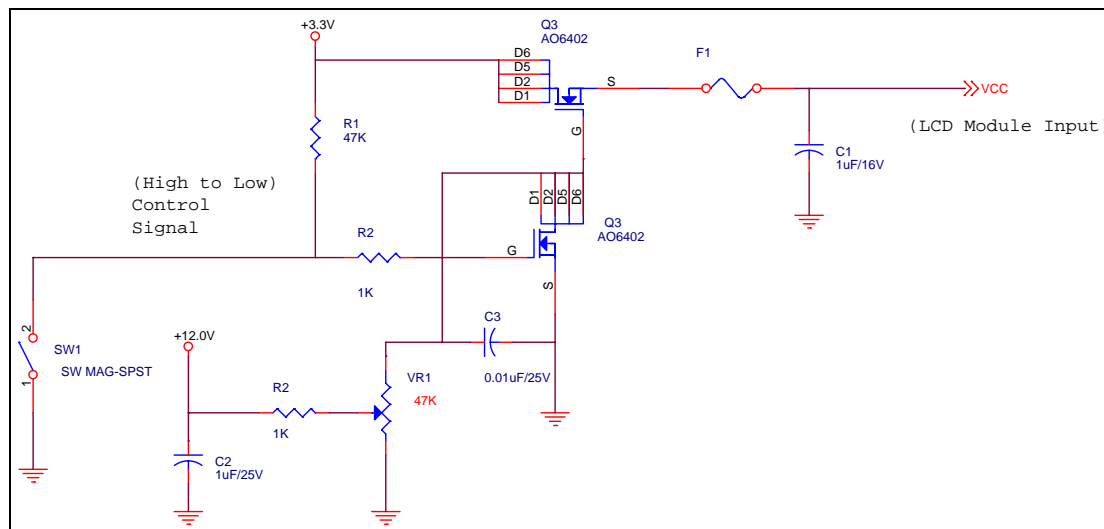 +3.3V
Q3
AO6402
D6
D5
D2
D1
S
G
F1
VCC
(LCD Module Input)
C1
1uF/16V
R1
47K
(High to Low)
Control
Signal
D1
D2
D5
D6
Q3
AO6402
G
S
R2
1K
2
1
SW1
SW MAG-SPST
+12.0V
R2
1K
VR1
47K
C3
0.01uF/25V
C2
1uF/25V